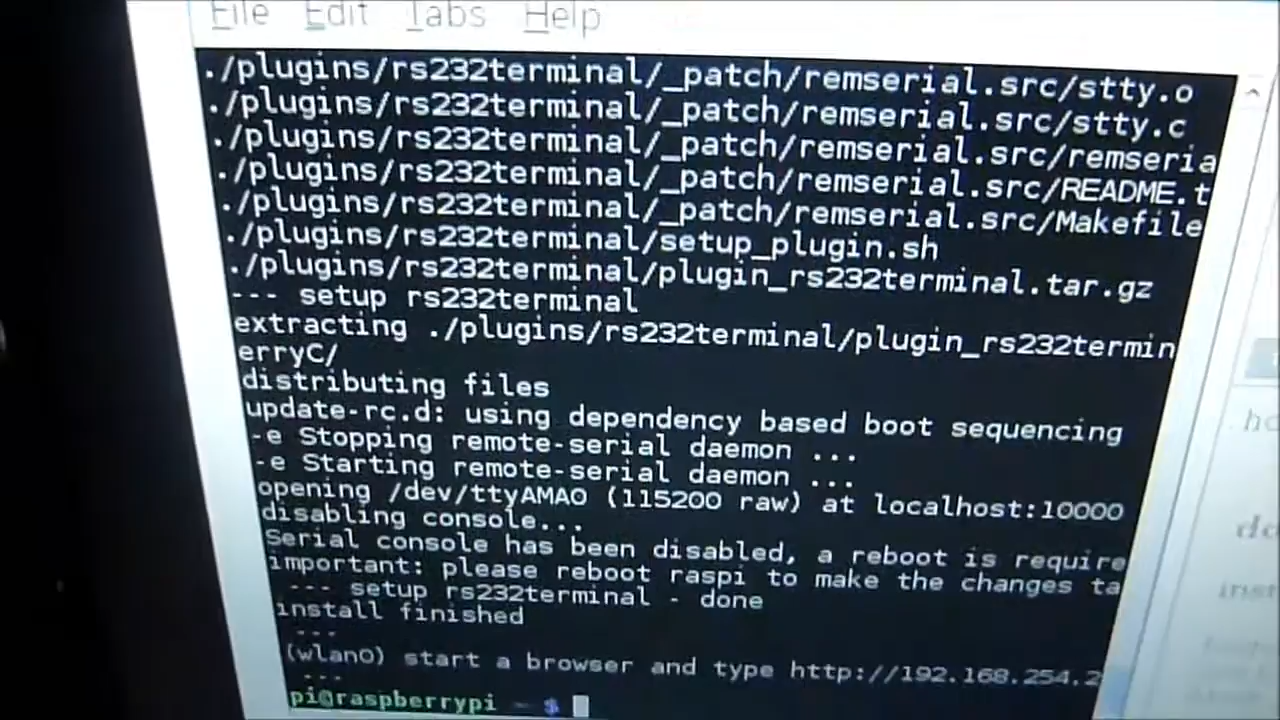 File Edit Tabs Help
./plugins/rs232terminal/_patch/remserial.src/stty.o
./plugins/rs232terminal/_patch/remserial.src/stty.c
./plugins/rs232terminal/_patch/remserial.src/remseria
./plugins/rs232terminal/_patch/remserial.src/README.t
./plugins/rs232terminal/_patch/remserial.src/Makefile
./plugins/rs232terminal/setup_plugin.sh
./plugins/rs232terminal/plugin_rs232terminal.tar.gz
--- setup rs232terminal
extracting ./plugins/rs232terminal/plugin_rs232termin
erryC/
distributing files
update-rc.d: using dependency based boot sequencing
-e Stopping remote-serial daemon ...
-e Starting remote-serial daemon ...
opening /dev/ttyAMA0 (115200 raw) at localhost:10000
disabling console...
Serial console has been disabled, a reboot is require
important: please reboot raspi to make the changes ta
--- setup rs232terminal - done
install finished
---
(wlan0) start a browser and type http://192.168.254.2
---
pi@raspberrypi ~ $